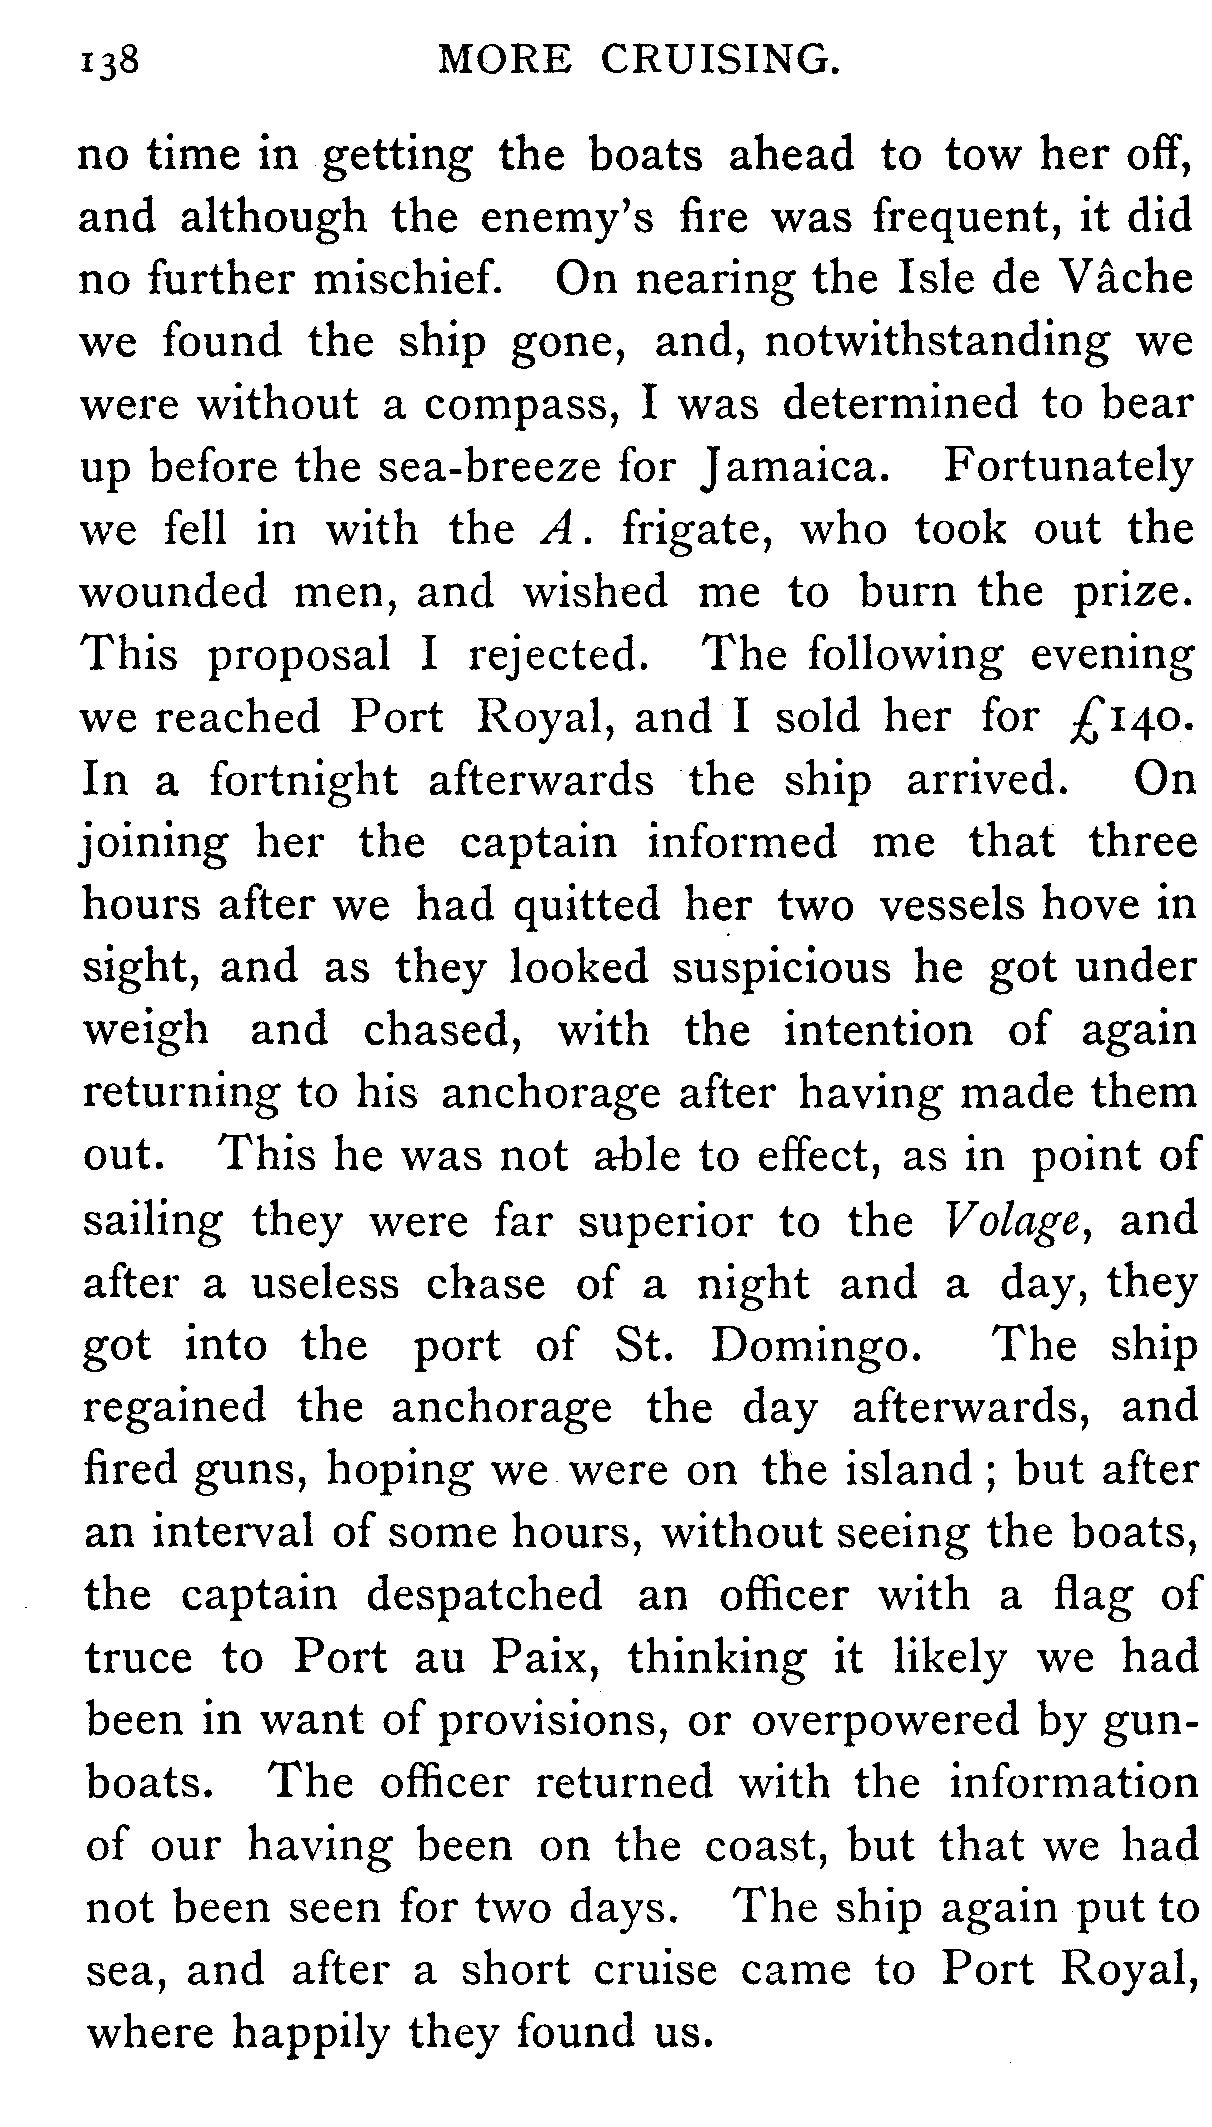 138 MORE CRUISING.
no time in getting the boats ahead to tow her off,
and although the enemy's fire was frequent, it did
no further mischief. On nearing the Isle de Vâche
we found the ship gone, and, notwithstanding we
were without a compass, I was determined to bear
up before the sea-breeze for Jamaica. Fortunately
we fell in with the A. frigate, who took out the
wounded men, and wished me to burn the prize.
This proposal I rejected. The following evening
we reached Port Royal, and I sold her for £140.
In a fortnight afterwards the ship arrived. On
joining her the captain informed me that three
hours after we had quitted her two vessels hove in
sight, and as they looked suspicious he got under
weigh and chased, with the intention of again
returning to his anchorage after having made them
out. This he was not able to effect, as in point of
sailing they were far superior to the Volage, and
after a useless chase of a night and a day, they
got into the port of St. Domingo. The ship
regained the anchorage the day afterwards, and
fired guns, hoping we were on the island; but after
an interval of some hours, without seeing the boats,
the captain despatched an officer with a flag of
truce to Port au Paix, thinking it likely we had
been in want of provisions, or overpowered by gun-
boats. The officer returned with the information
of our having been on the coast, but that we had
not been seen for two days. The ship again put to
sea, and after a short cruise came to Port Royal,
where happily they found us.